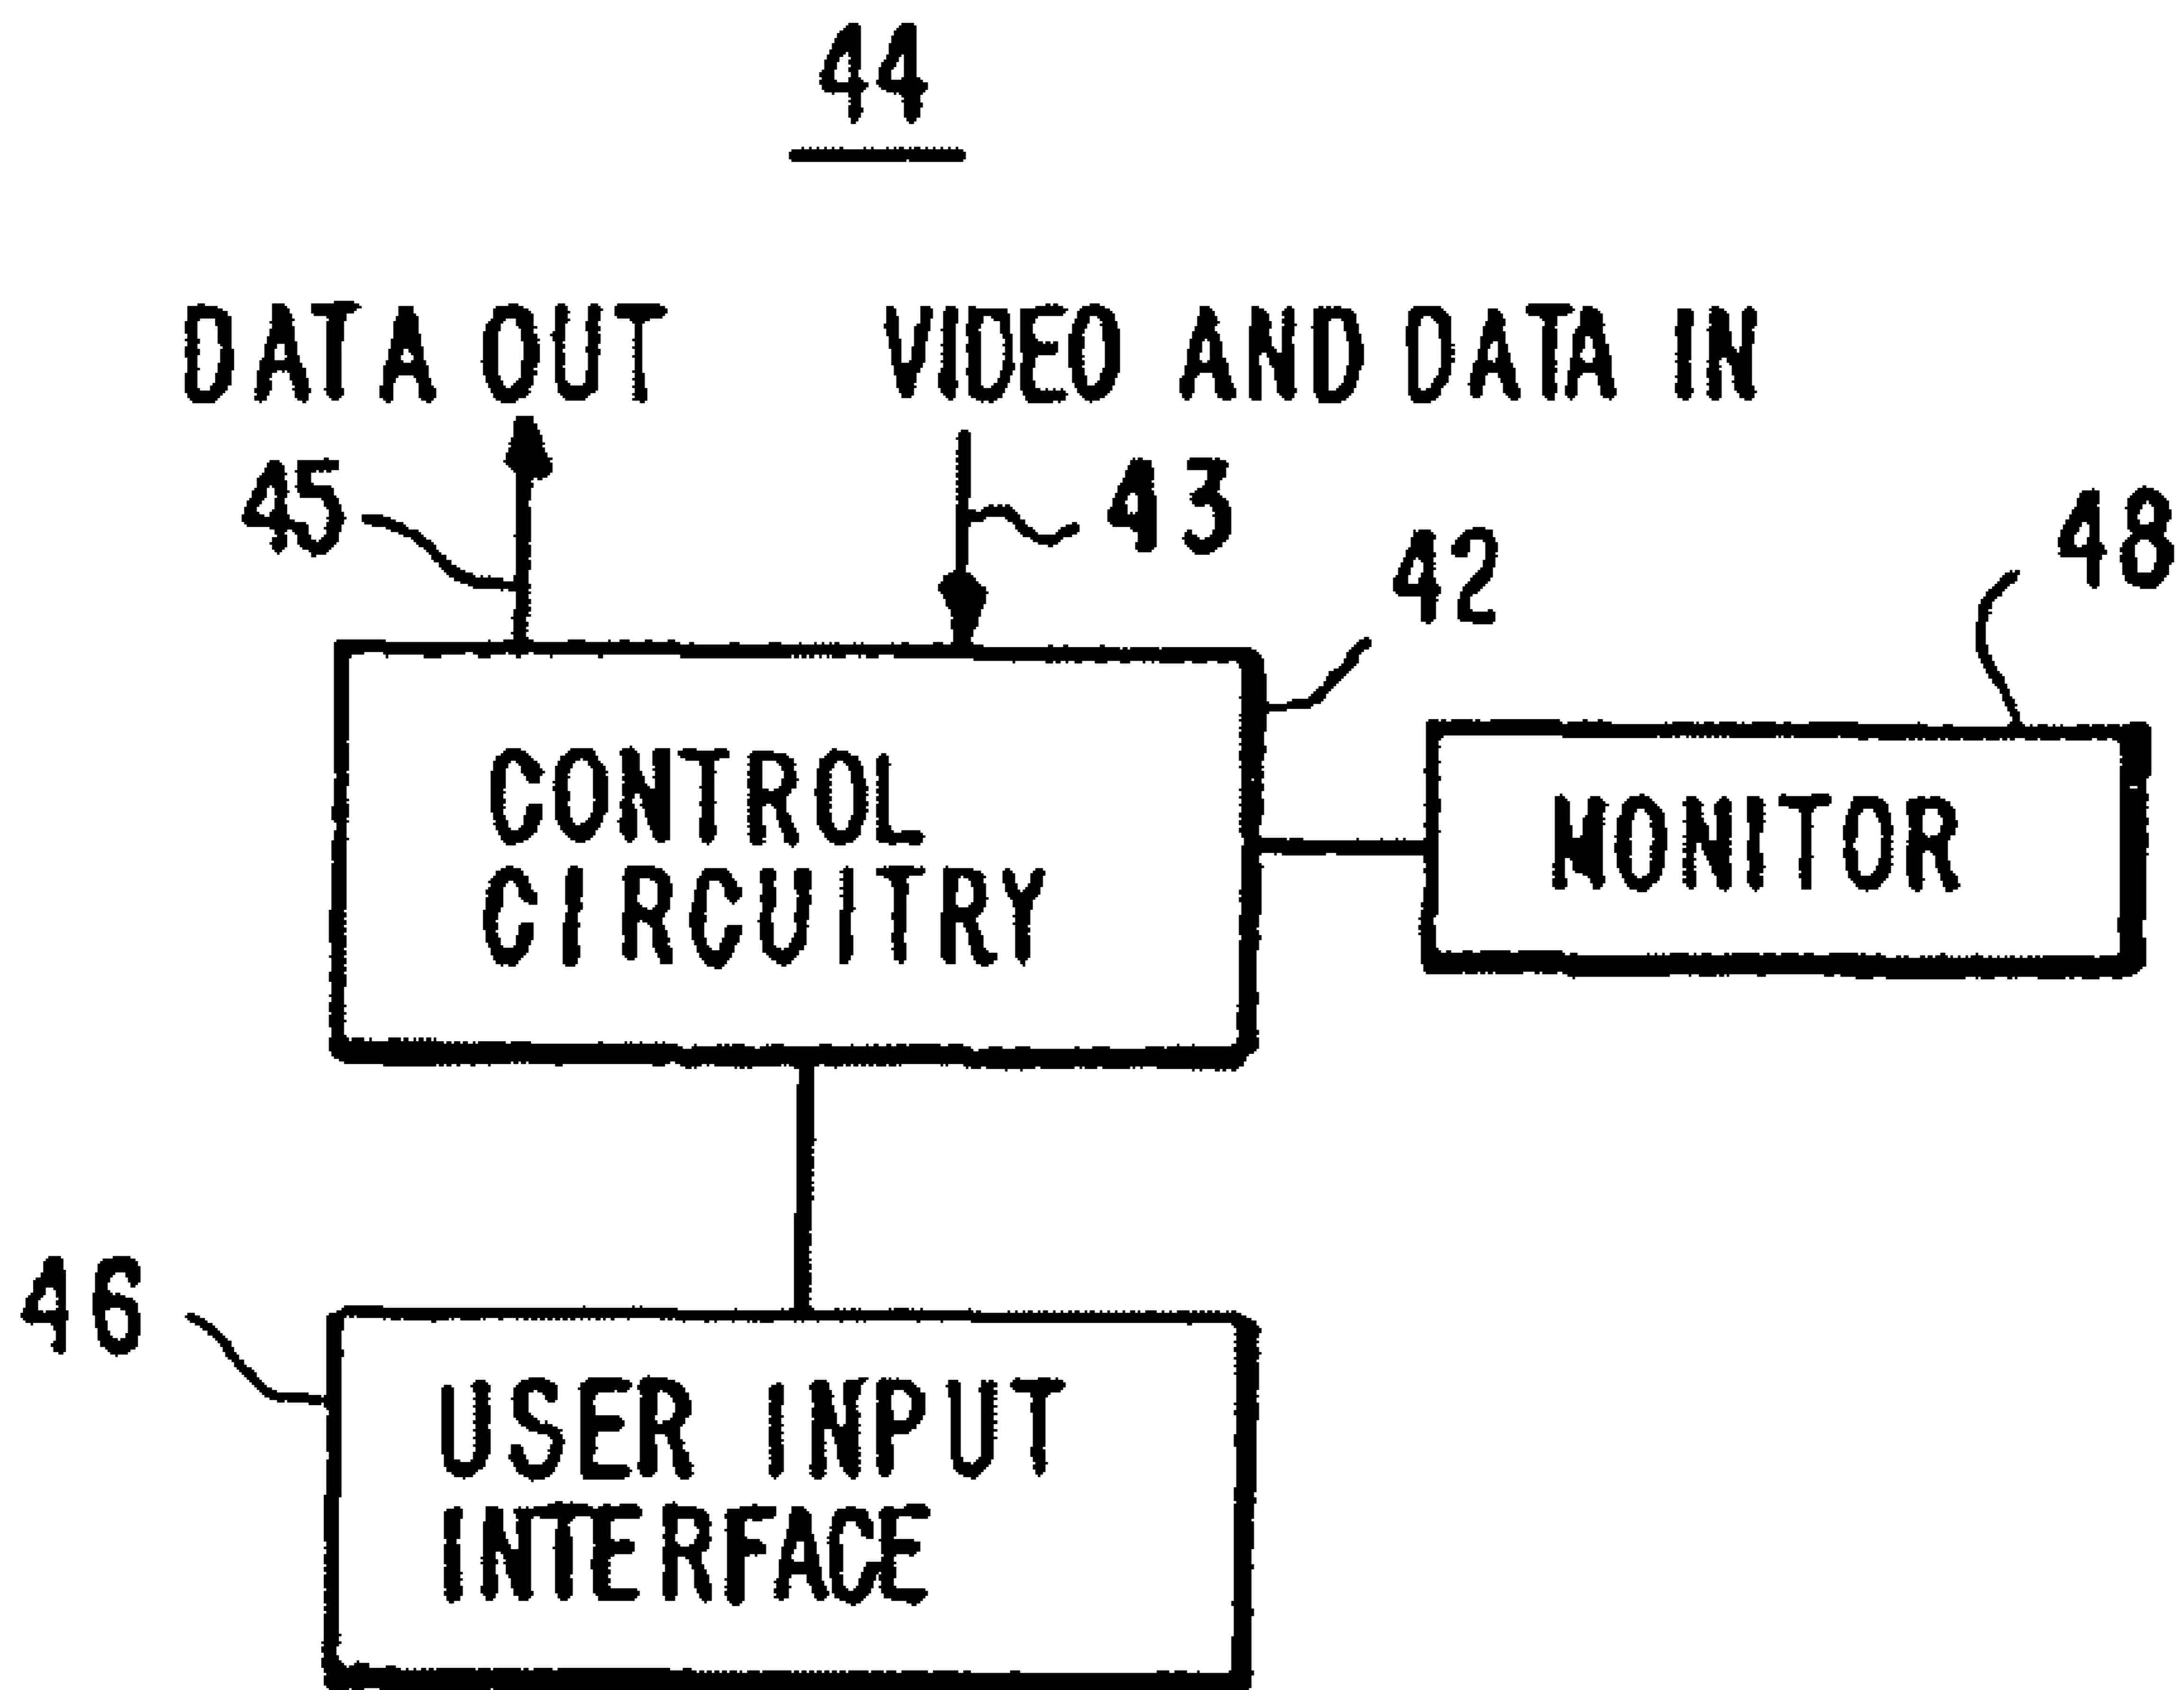 44
DATA OUT
VIDEO AND DATA IN
45
43
42
48
CONTROL
CIRCUITRY
MONITOR
46
USER INPUT
INTERFACE